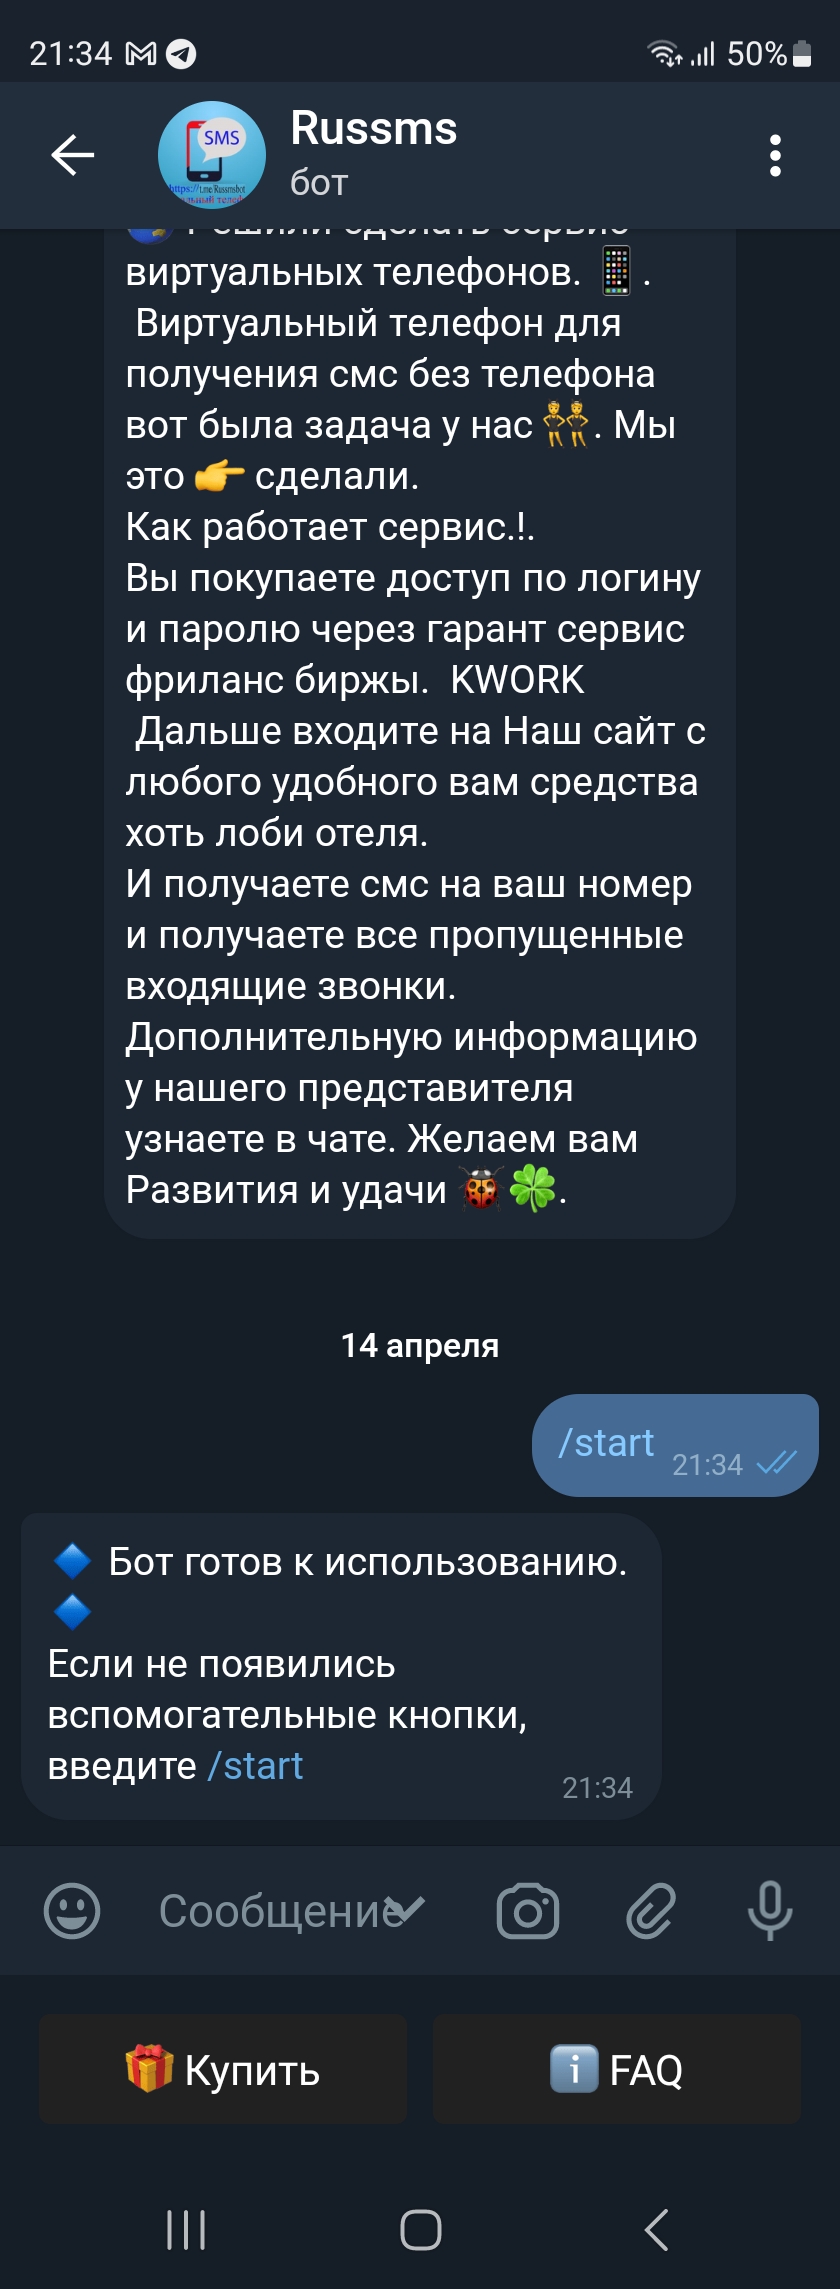 21:34
50%
Russms
бот
SMS
https://t.me/Russmsbot
Решили сделать сервис
виртуальных телефонов. 📱.
Виртуальный телефон для
получения смс без телефона
вот была задача у нас👯. Мы
это 👉 сделали.
Как работает сервис.!.
Вы покупаете доступ по логину
и паролю через гарант сервис
фриланс биржы.  KWORK
Дальше входите на Наш сайт с
любого удобного вам средства
хоть лоби отеля.
И получаете смс на ваш номер
и получаете все пропущенные
входящие звонки.
Дополнительную информацию
у нашего представителя
узнаете в чате. Желаем вам
Развития и удачи 🐞🍀.
14 апреля
/start
21:34
🔷 Бот готов к использованию.
🔷
Если не появились
вспомогательные кнопки,
введите /start
21:34
Сообщение
🎁 Купить
ℹ️ FAQ